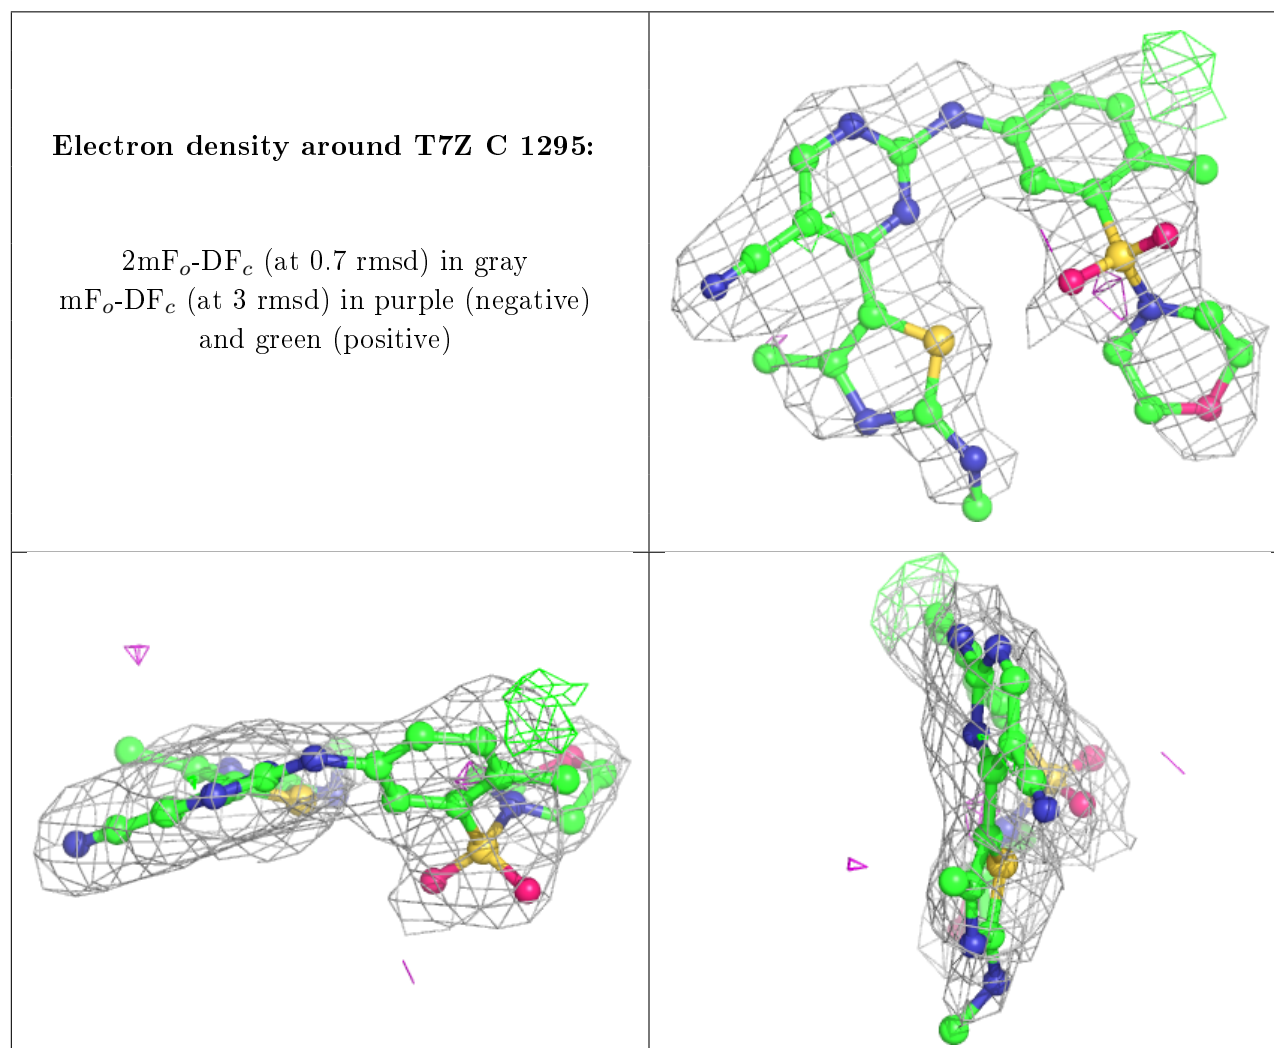 Electron density around T7Z C 1295:
2mFₒ-DF𝒸 (at 0.7 rmsd) in gray
mFₒ-DF𝒸 (at 3 rmsd) in purple (negative)
and green (positive)